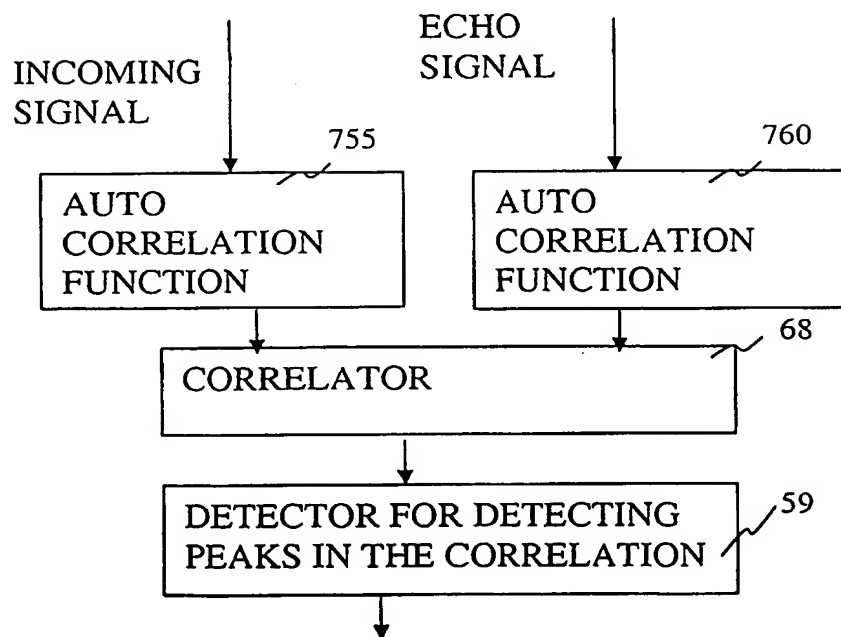 INCOMING
SIGNAL
ECHO
SIGNAL
755
760
AUTO
CORRELATION
FUNCTION
AUTO
CORRELATION
FUNCTION
68
CORRELATOR
59
DETECTOR FOR DETECTING
PEAKS IN THE CORRELATION